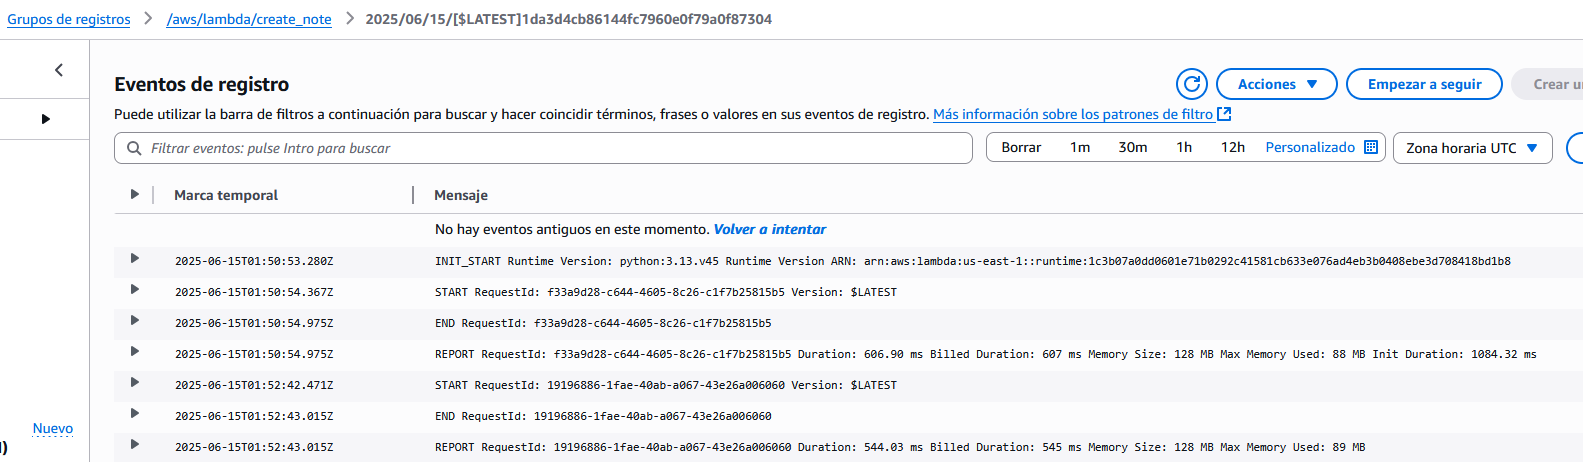 Grupos de registros > /aws/lambda/create_note > 2025/06/15/[$LATEST]1da3d4cb86144fc7960e0f79a0f87304
Eventos de registro
Acciones
Empezar a seguir
Crear u
Puede utilizar la barra de filtros a continuación para buscar y hacer coincidir términos, frases o valores en sus eventos de registro. Más información sobre los patrones de filtro
Filtrar eventos: pulse Intro para buscar
Borrar 1m 30m 1h 12h Personalizado
Zona horaria UTC
Marca temporal Mensaje
No hay eventos antiguos en este momento. Volver a intentar
2025-06-15T01:50:53.280Z INIT_START Runtime Version: python:3.13.v45 Runtime Version ARN: arn:aws:lambda:us-east-1::runtime:1c3b07a0dd0601e71b0292c41581cb633e076ad4eb3b0408ebe3d708418bd1b8
2025-06-15T01:50:54.367Z START RequestId: f33a9d28-c644-4605-8c26-c1f7b25815b5 Version: $LATEST
2025-06-15T01:50:54.975Z END RequestId: f33a9d28-c644-4605-8c26-c1f7b25815b5
2025-06-15T01:50:54.975Z REPORT RequestId: f33a9d28-c644-4605-8c26-c1f7b25815b5 Duration: 606.90 ms Billed Duration: 607 ms Memory Size: 128 MB Max Memory Used: 88 MB Init Duration: 1084.32 ms
2025-06-15T01:52:42.471Z START RequestId: 19196886-1fae-40ab-a067-43e26a006060 Version: $LATEST
2025-06-15T01:52:43.015Z END RequestId: 19196886-1fae-40ab-a067-43e26a006060
Nuevo
2025-06-15T01:52:43.015Z REPORT RequestId: 19196886-1fae-40ab-a067-43e26a006060 Duration: 544.03 ms Billed Duration: 545 ms Memory Size: 128 MB Max Memory Used: 89 MB